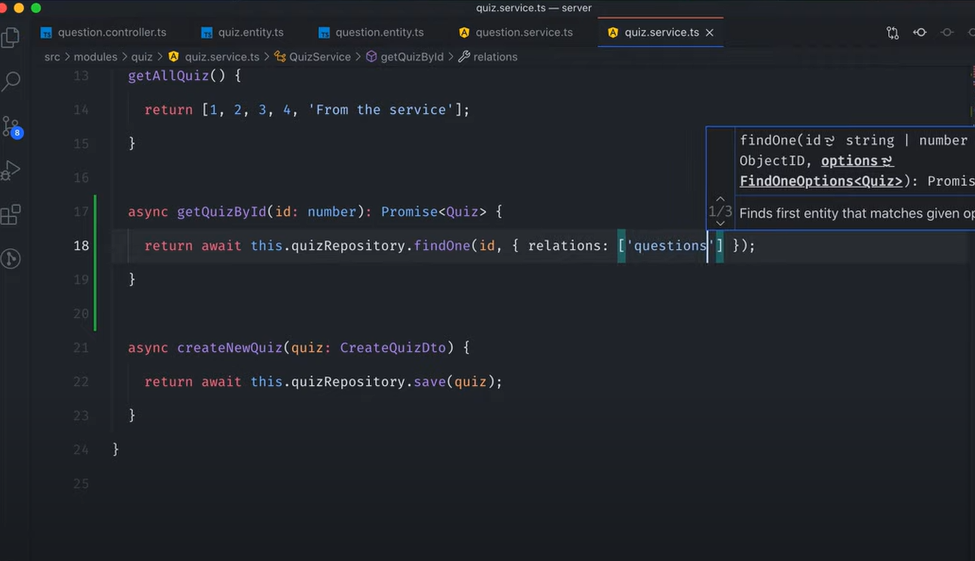 quiz.service.ts — server
question.controller.ts quiz.entity.ts question.entity.ts question.service.ts quiz.service.ts
src > modules > quiz > quiz.service.ts > QuizService > getQuizById > relations
13 getAllQuiz() {
14 return [1, 2, 3, 4, 'From the service'];
15 }
16
17 async getQuizById(id: number): Promise<Quiz> {
18 return await this.quizRepository.findOne(id, { relations: ['questions'] });
19 }
20
21 async createNewQuiz(quiz: CreateQuizDto) {
22 return await this.quizRepository.save(quiz);
23 }
24 }
25
findOne(id?: string | number
ObjectID, options?:
FindOneOptions<Quiz>): Promis
1/3
Finds first entity that matches given op
8